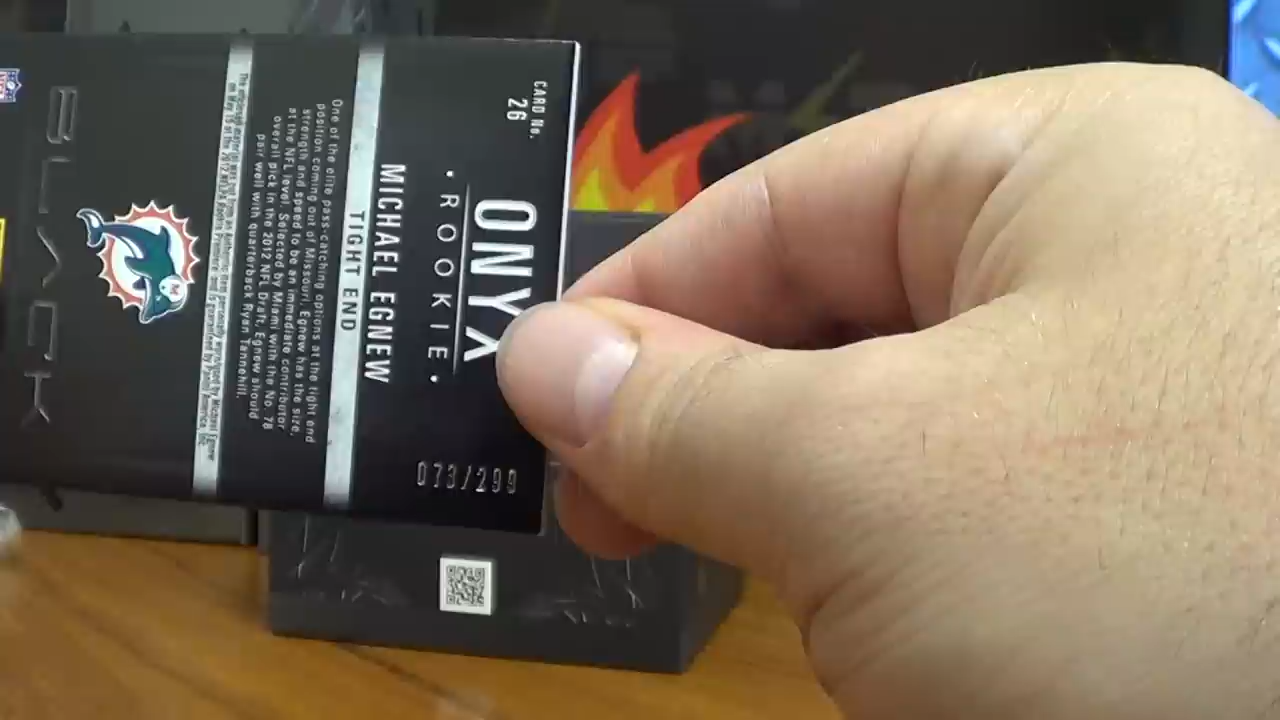 CARD No.
26
ONYX
·ROOKIE·
073/299
MICHAEL EGNEW
TIGHT END
One of the elite pass-catching options at the tight end
position coming out of Missouri, Egnew has the size,
strength and speed to be an immediate contributor
at the NFL level. Selected by Miami with the No. 78
overall pick in the 2012 NFL Draft, Egnew should
pair well with quarterback Ryan Tannehill.
BLACK